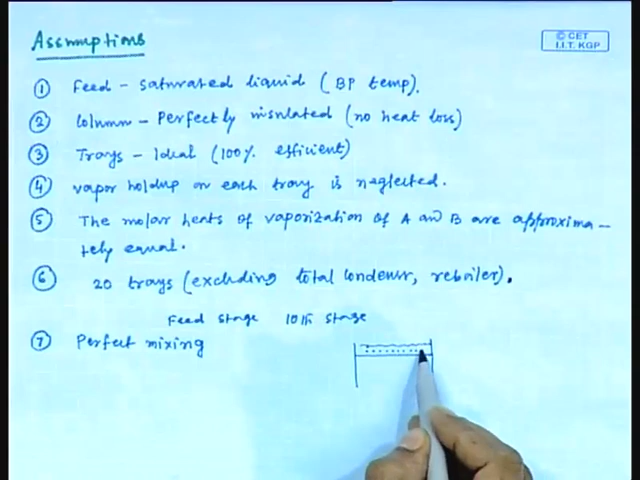 Assumptions
© CET
I.I.T. KGP
① Feed - Saturated liquid (BP temp).
② Column - Perfectly insulated (no heat loss)
③ Trays - Ideal (100% efficient)
④ vapor holdup on each tray is neglected.
⑤ The molar heats of vaporization of A and B are approxima -
tely equal.
⑥ 20 trays (excluding total condenser, reboiler).
Feed stage 10th stage
⑦ Perfect mixing